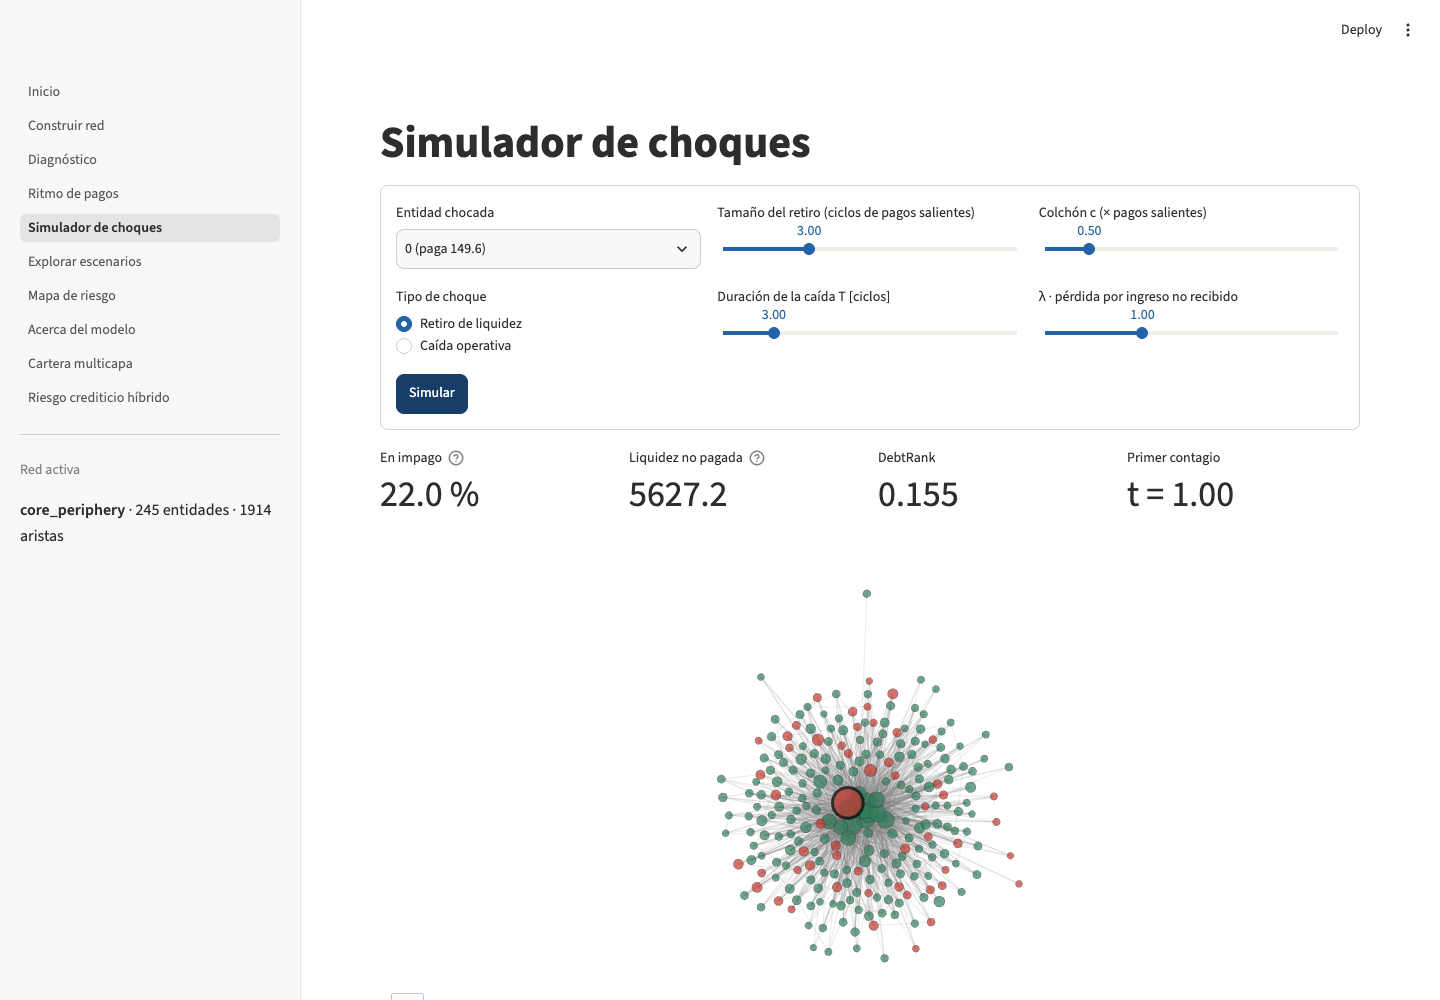 Deploy
Inicio
Construir red
Diagnóstico
Ritmo de pagos
Simulador de choques
Explorar escenarios
Mapa de riesgo
Acerca del modelo
Cartera multicapa
Riesgo crediticio híbrido
Red activa
core_periphery · 245 entidades · 1914
aristas
Simulador de choques
Entidad chocada
0 (paga 149.6)
Tamaño del retiro (ciclos de pagos salientes)
3.00
Colchón c (× pagos salientes)
0.50
Tipo de choque
Retiro de liquidez
Caída operativa
Duración de la caída T [ciclos]
3.00
λ · pérdida por ingreso no recibido
1.00
Simular
En impago
22.0 %
Liquidez no pagada
5627.2
DebtRank
0.155
Primer contagio
t = 1.00